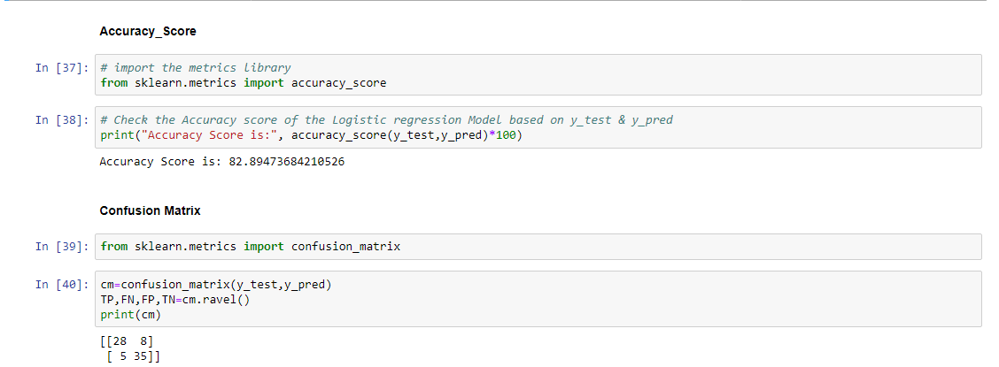 Accuracy_Score
In [37]: # import the metrics library
from sklearn.metrics import accuracy_score
In [38]: # Check the Accuracy score of the Logistic regression Model based on y_test & y_pred
print("Accuracy Score is:", accuracy_score(y_test,y_pred)*100)
Accuracy Score is: 82.89473684210526
Confusion Matrix
In [39]: from sklearn.metrics import confusion_matrix
In [40]: cm=confusion_matrix(y_test,y_pred)
TP,FN,FP,TN=cm.ravel()
print(cm)
[[28  8]
 [ 5 35]]